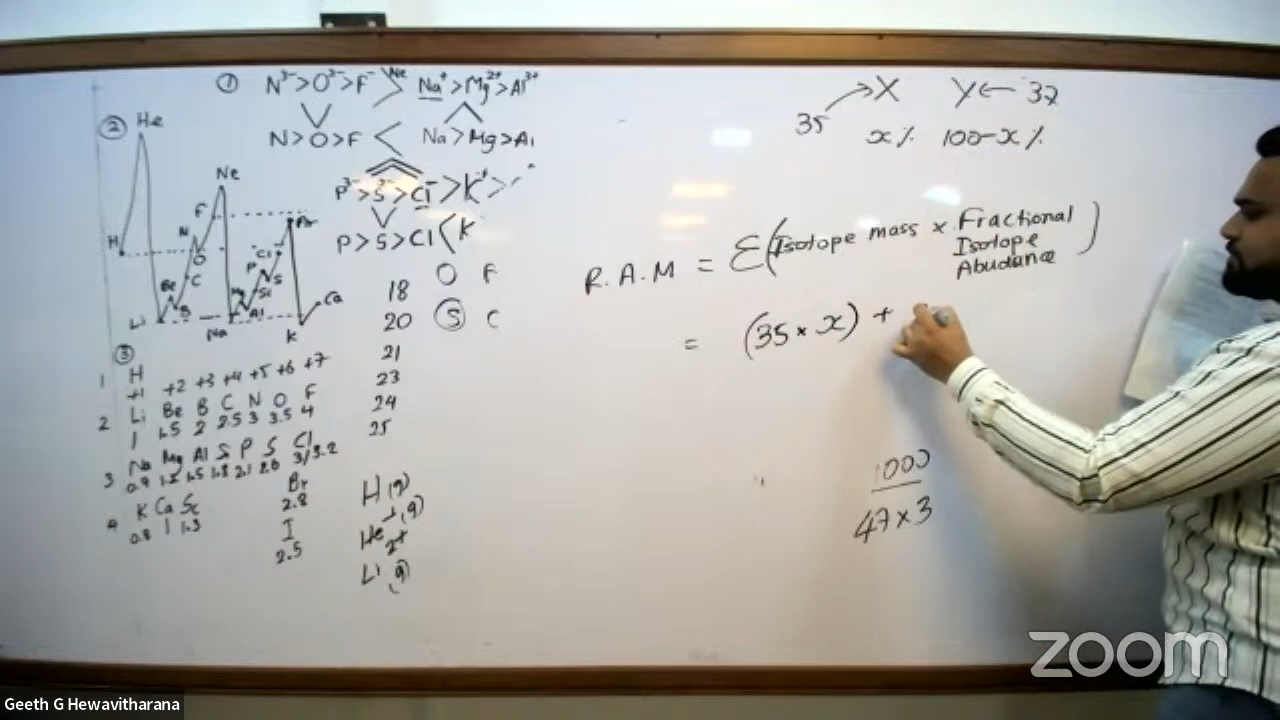 ① N³⁻>O²⁻>F⁻ > Ne Na⁺>Mg²⁺>Al³⁺
N>O>F < Na>Mg>Al
P³⁻>S²⁻>Cl⁻>K⁺>
P>S>Cl<K
②
He
Ne
F
H
N
O
Be
C
B
Li
Cl
P
S
Mg
Si
Al
Na
Ar
K
Ca
18 O F
20 Ⓢ C
21
23
24
25
③
1 H
+1 +2 +3 +4 +5 +6 +7
2 Li Be B C N O F
1 1.5 2 2.5 3 3.5 4
3 Na Mg Al Si P S Cl
0.9 1.2 1.5 1.8 2.1 2.6 3/3.2
4 K Ca Sc Br
0.8 1 1.3 2.8
I
2.5
H(g)
He⁺(g)
Li²⁺(g)
35 → X Y ← 37
x% 100-x%
R.A.M = Σ(Isotope mass × Fractional
Isotope
Abudance)
= (35 × x) +
1000
47×3
zoom
Geeth G Hewavitharana